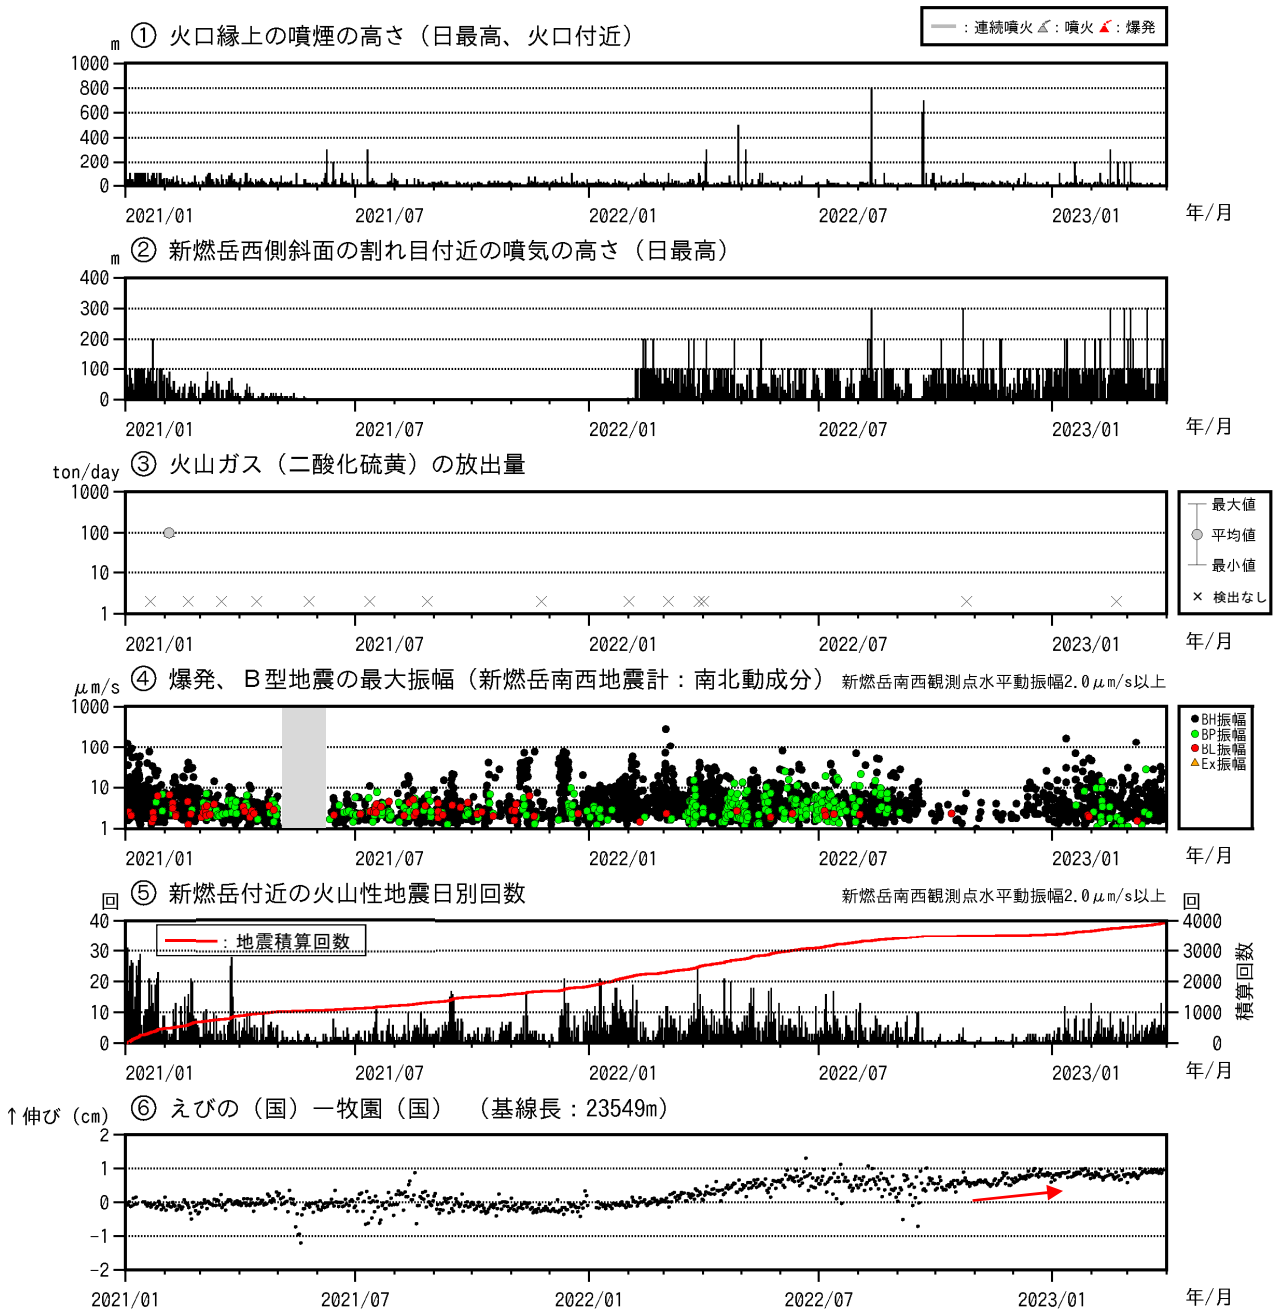 ① 火口縁上の噴煙の高さ（日最高、火口付近）
：連続噴火 ：噴火 ：爆発
m
1000
800
600
400
200
0
2021/01 2021/07 2022/01 2022/07 2023/01 年/月
② 新燃岳西側斜面の割れ目付近の噴気の高さ（日最高）
m
400
300
200
100
0
2021/01 2021/07 2022/01 2022/07 2023/01 年/月
③ 火山ガス（二酸化硫黄）の放出量
ton/day
1000
100
10
1
最大値
平均値
最小値
× 検出なし
2021/01 2021/07 2022/01 2022/07 2023/01 年/月
④ 爆発、Ｂ型地震の最大振幅（新燃岳南西地震計：南北動成分） 新燃岳南西観測点水平動振幅2.0μm/s以上
μm/s
1000
100
10
1
BH振幅
BP振幅
BL振幅
Ex振幅
2021/01 2021/07 2022/01 2022/07 2023/01 年/月
⑤ 新燃岳付近の火山性地震日別回数 新燃岳南西観測点水平動振幅2.0μm/s以上
回 回
：地震積算回数
40 4000
30 3000
20 2000
10 1000
0 0
積算回数
2021/01 2021/07 2022/01 2022/07 2023/01 年/月
⑥ えびの（国）－牧園（国） （基線長：23549m）
↑伸び（cm）
2
1
0
-1
-2
2021/01 2021/07 2022/01 2022/07 2023/01 年/月